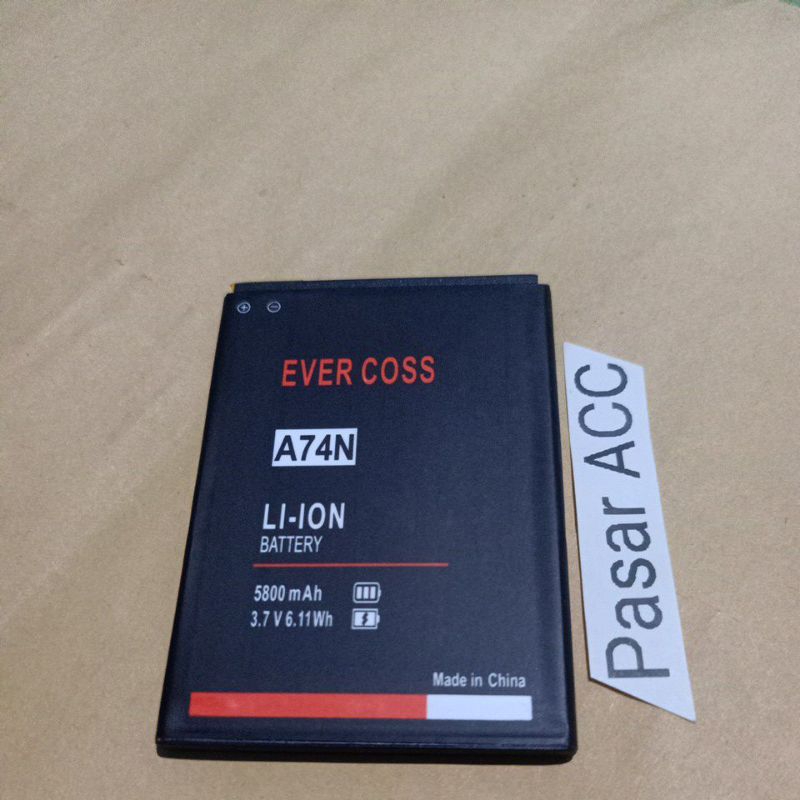 EVER COSS
A74N
LI-ION
BATTERY
5800 mAh
3.7 V 6.11Wh
Made in China
Pasar ACC